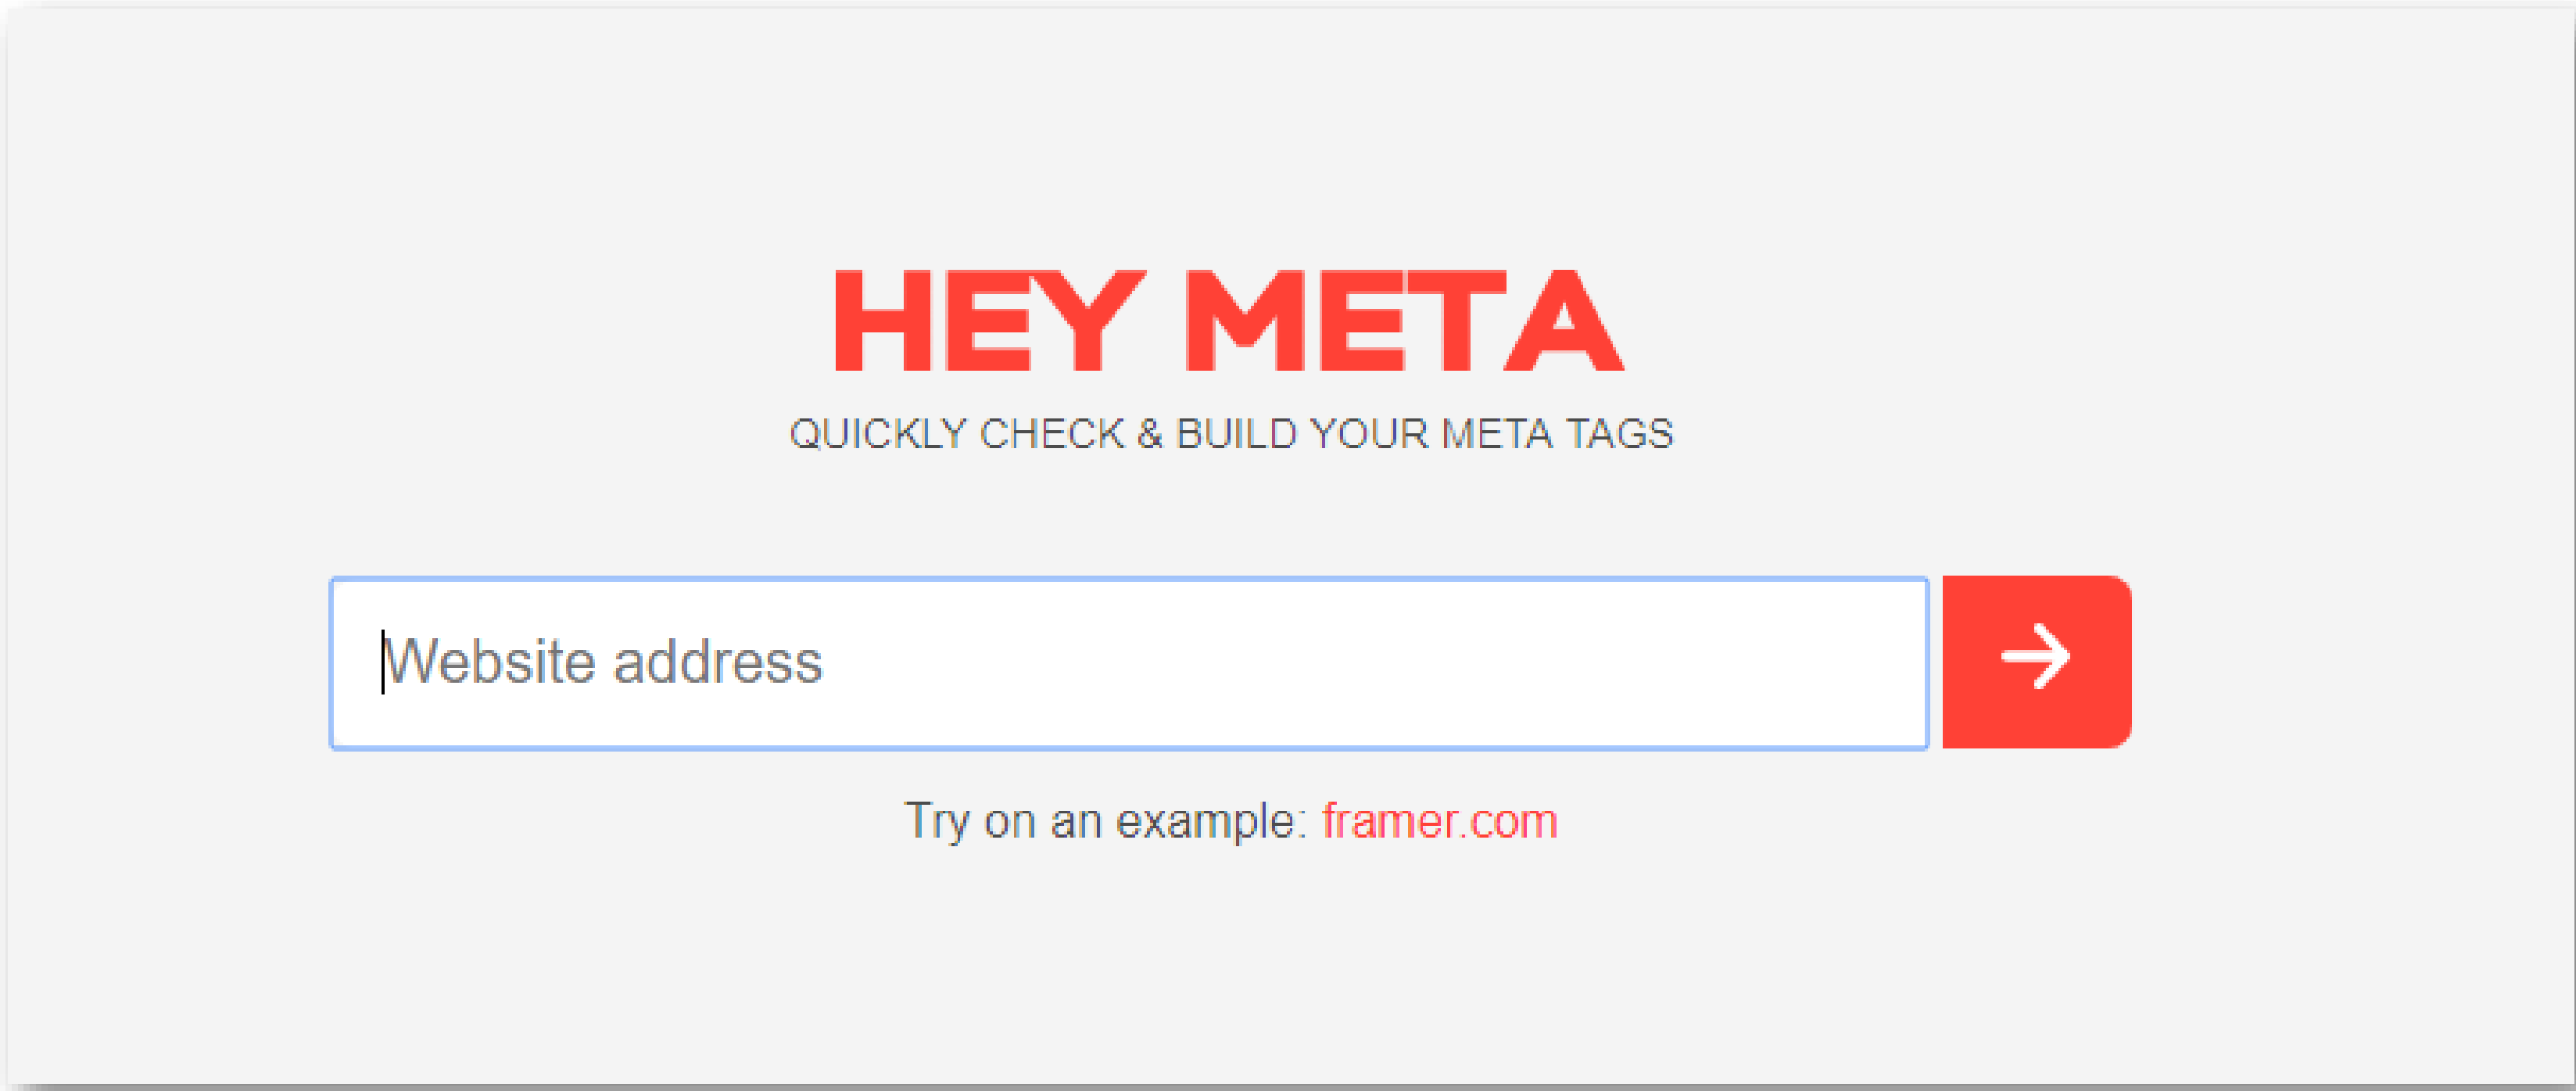 HEY META
QUICKLY CHECK & BUILD YOUR META TAGS
Website address
Try on an example: framer.com